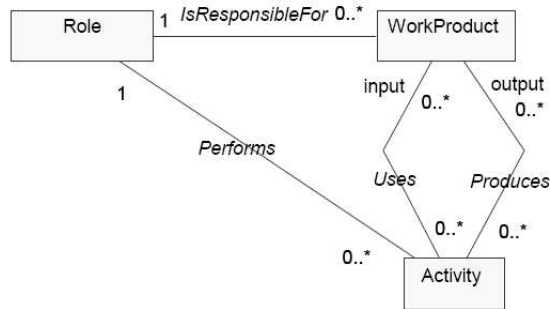 Role
1
IsResponsibleFor
0..*
WorkProduct
1
input
output
0..*
0..*
Performs
Uses
Produces
0..*
0..*
0..*
Activity